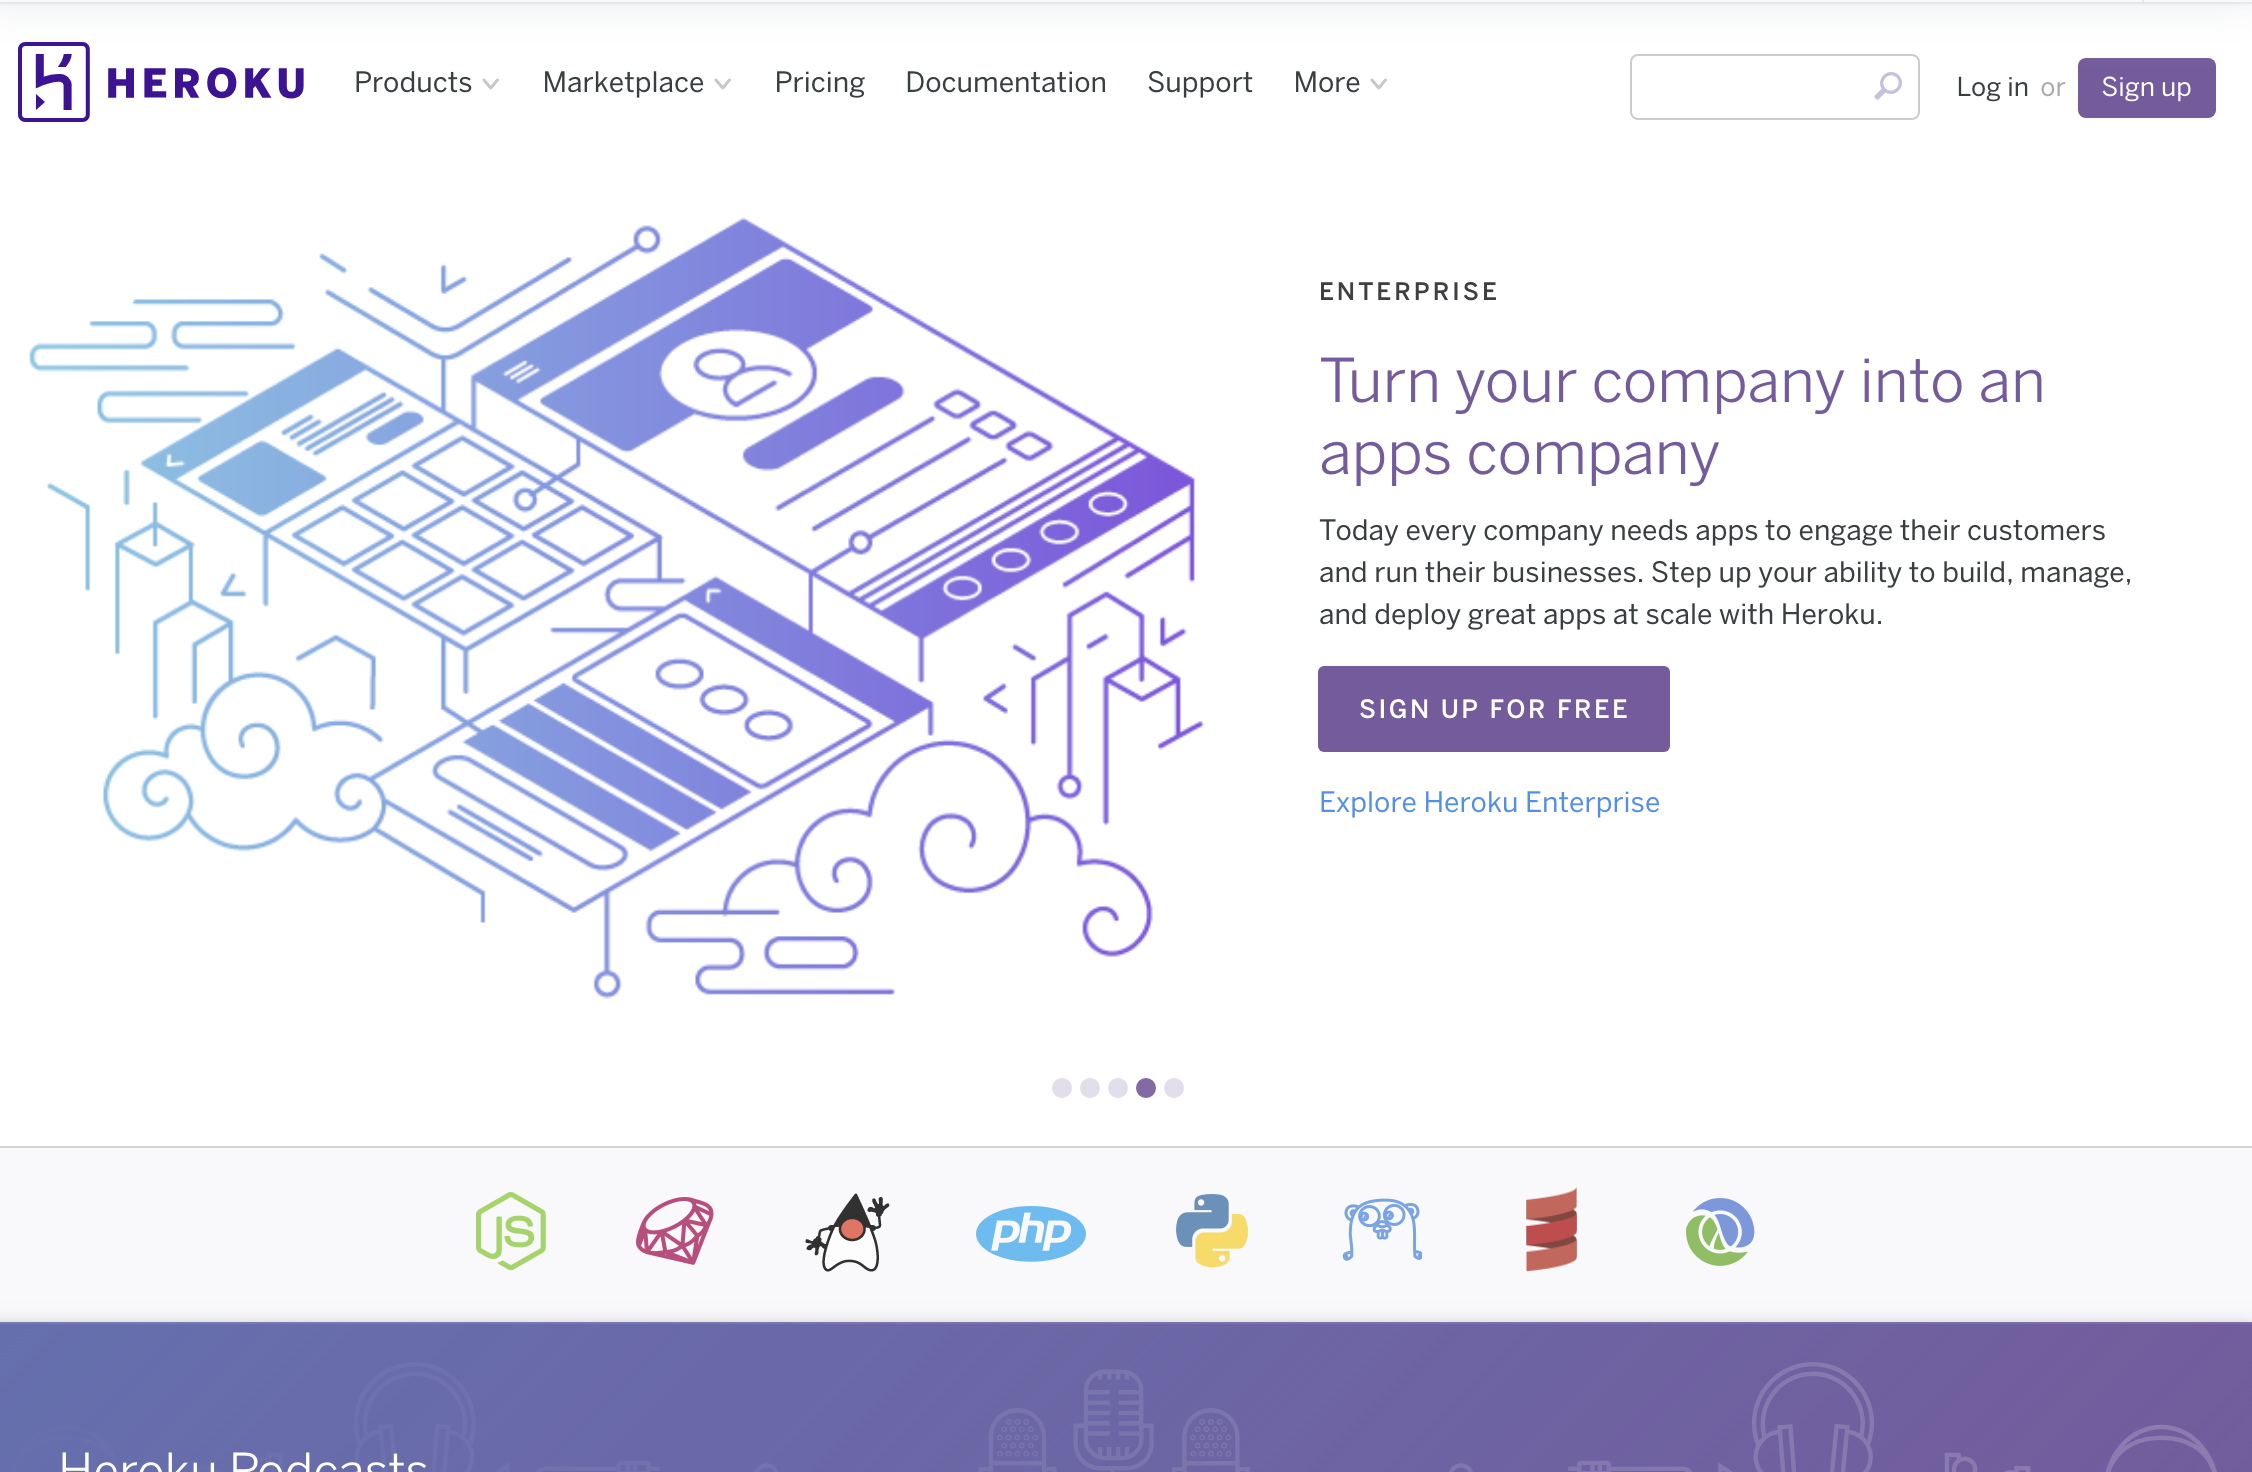 HEROKU
Products
Marketplace
Pricing
Documentation
Support
More
Log in or
Sign up
ENTERPRISE
Turn your company into an
apps company
Today every company needs apps to engage their customers
and run their businesses. Step up your ability to build, manage,
and deploy great apps at scale with Heroku.
SIGN UP FOR FREE
Explore Heroku Enterprise
JS
php
Heroku Podcasts